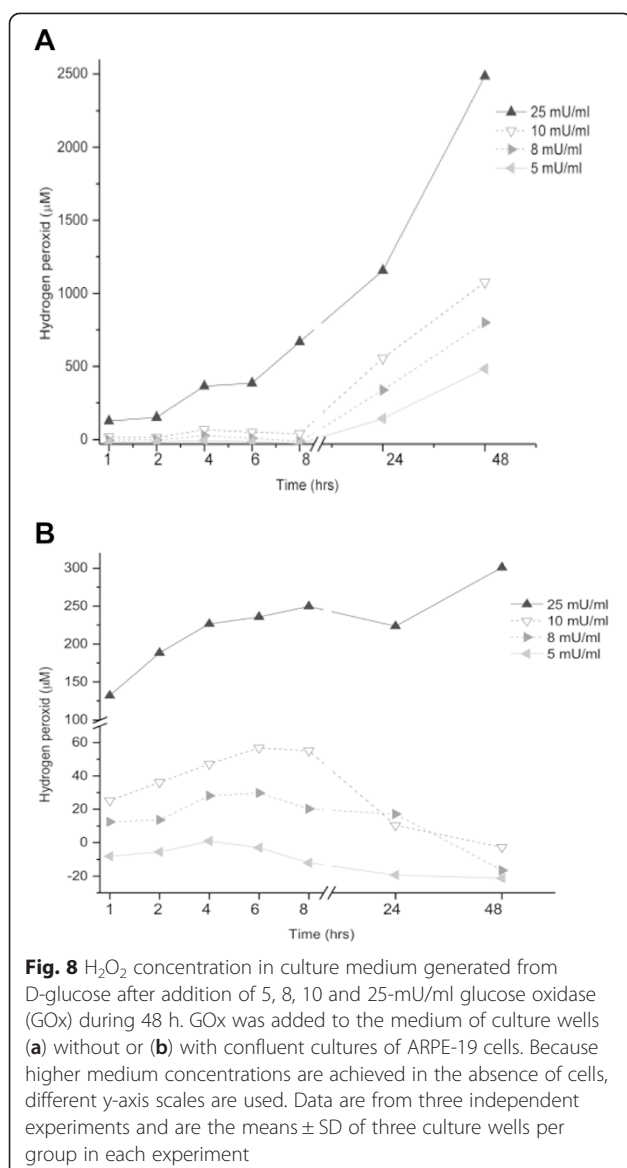 A
2500
2000
1500
1000
500
0
Hydrogen peroxid (µM)
25 mU/ml
10 mU/ml
8 mU/ml
5 mU/ml
1 2 4 6 8 24 48
Time (hrs)
B
300
250
200
150
100
60
40
20
0
-20
Hydrogen peroxid (µM)
25 mU/ml
10 mU/ml
8 mU/ml
5 mU/ml
1 2 4 6 8 24 48
Time (hrs)
Fig. 8 H₂O₂ concentration in culture medium generated from
D-glucose after addition of 5, 8, 10 and 25-mU/ml glucose oxidase
(GOx) during 48 h. GOx was added to the medium of culture wells
(a) without or (b) with confluent cultures of ARPE-19 cells. Because
higher medium concentrations are achieved in the absence of cells,
different y-axis scales are used. Data are from three independent
experiments and are the means ± SD of three culture wells per
group in each experiment